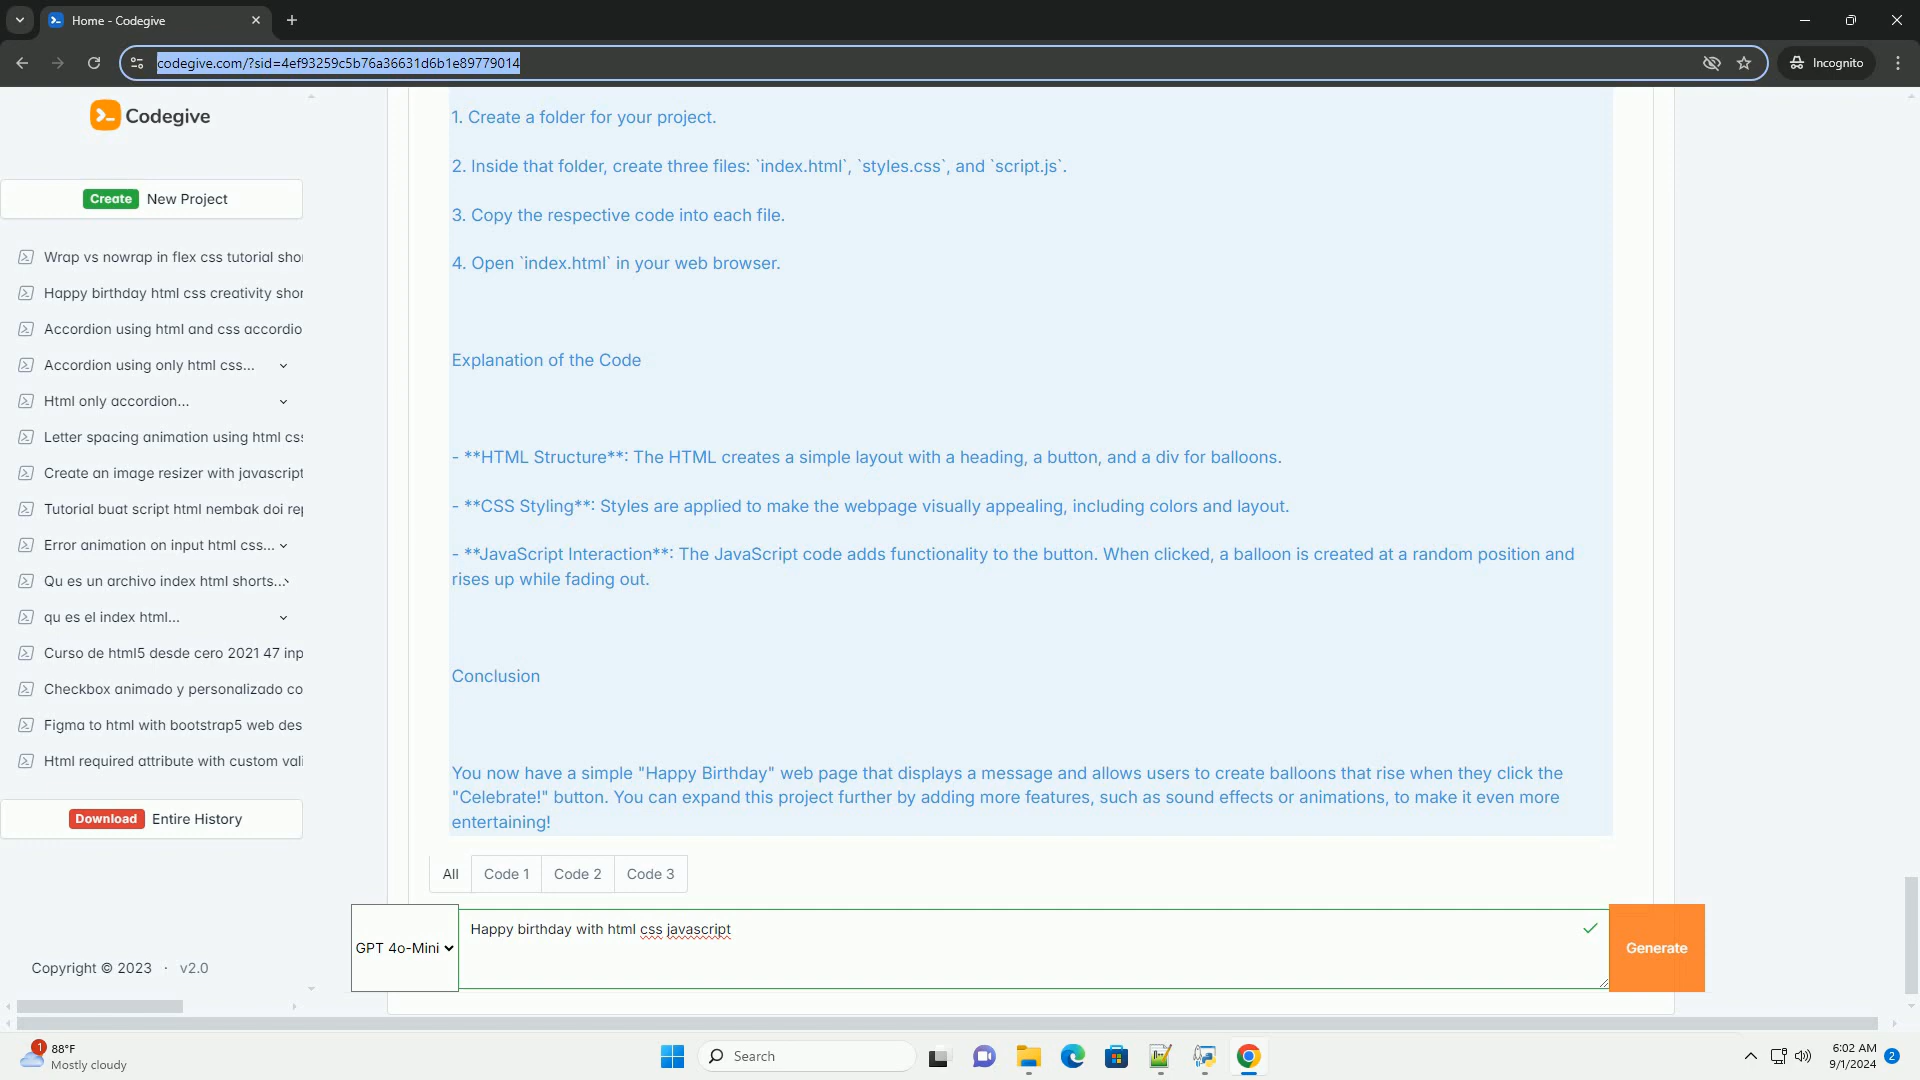 Home - Codegive
codegive.com/?sid=4ef93259c5b76a36631d6b1e89779014
Incognito
Codegive
Create New Project
Wrap vs nowrap in flex css tutorial shor
Happy birthday html css creativity shor
Accordion using html and css accordio
Accordion using only html css...
Html only accordion...
Letter spacing animation using html css
Create an image resizer with javascript
Tutorial buat script html nembak doi rep
Error animation on input html css...
Qu es un archivo index html shorts...
qu es el index html...
Curso de html5 desde cero 2021 47 inp
Checkbox animado y personalizado co
Figma to html with bootstrap5 web des
Html required attribute with custom vali
Download Entire History
Copyright © 2023 · v2.0
1. Create a folder for your project.
2. Inside that folder, create three files: `index.html`, `styles.css`, and `script.js`.
3. Copy the respective code into each file.
4. Open `index.html` in your web browser.
Explanation of the Code
- **HTML Structure**: The HTML creates a simple layout with a heading, a button, and a div for balloons.
- **CSS Styling**: Styles are applied to make the webpage visually appealing, including colors and layout.
- **JavaScript Interaction**: The JavaScript code adds functionality to the button. When clicked, a balloon is created at a random position and
rises up while fading out.
Conclusion
You now have a simple "Happy Birthday" web page that displays a message and allows users to create balloons that rise when they click the
"Celebrate!" button. You can expand this project further by adding more features, such as sound effects or animations, to make it even more
entertaining!
All Code 1 Code 2 Code 3
GPT 4o-Mini
Happy birthday with html css javascript
Generate
1
88°F
Mostly cloudy
Search
6:02 AM
9/1/2024
2